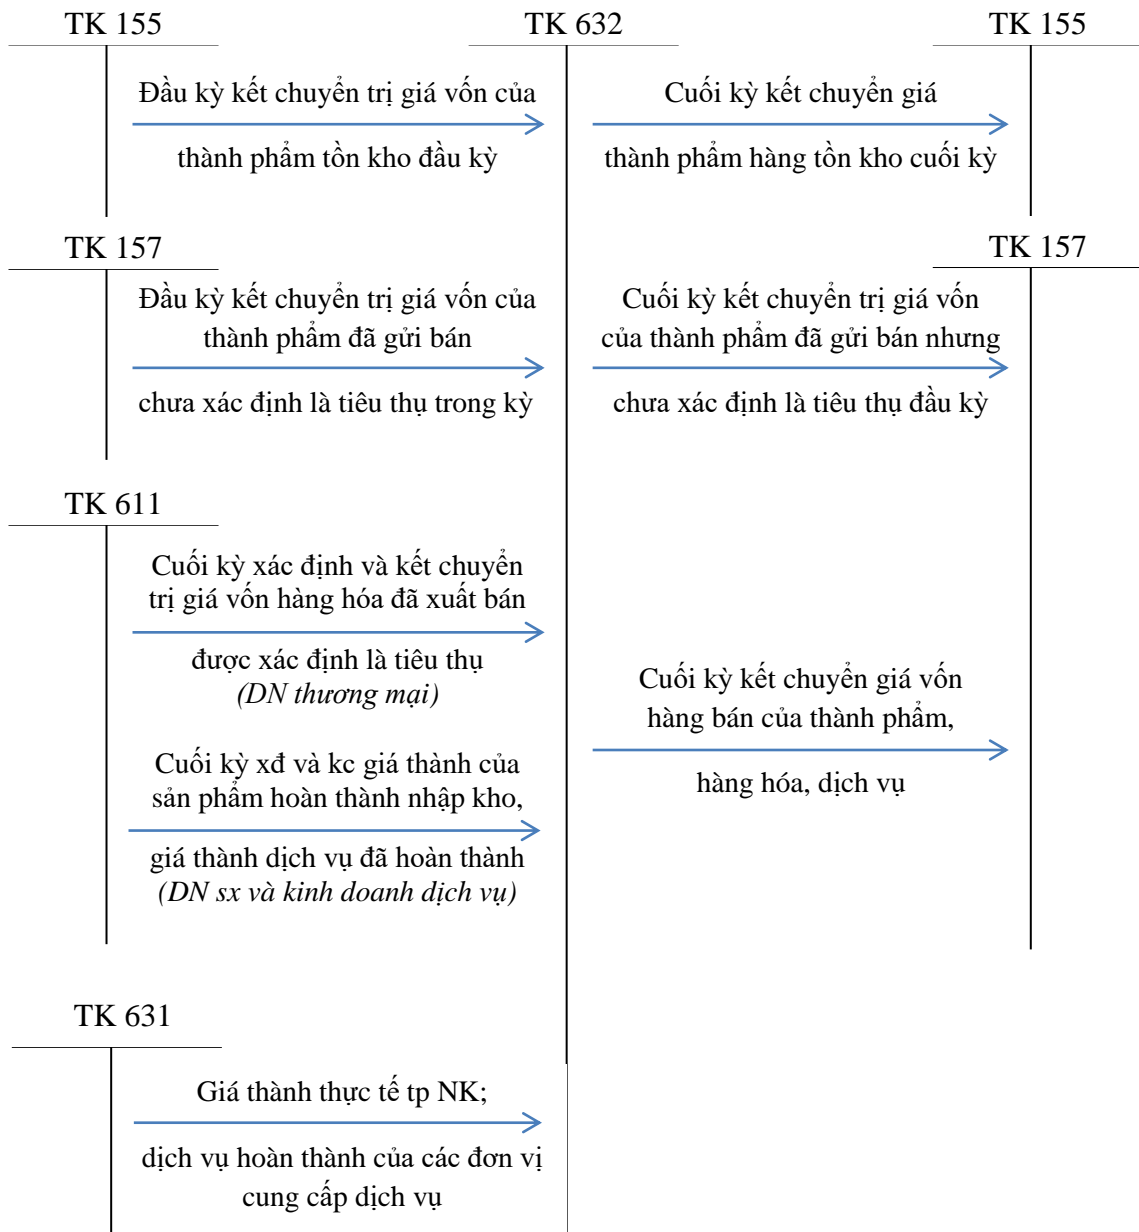 TK 155
TK 632
TK 155
Đầu kỳ kết chuyển trị giá vốn của
thành phẩm tồn kho đầu kỳ
Cuối kỳ kết chuyển giá
thành phẩm hàng tồn kho cuối kỳ
TK 157
TK 157
Đầu kỳ kết chuyển trị giá vốn của
thành phẩm đã gửi bán
chưa xác định là tiêu thụ trong kỳ
Cuối kỳ kết chuyển trị giá vốn
của thành phẩm đã gửi bán nhưng
chưa xác định là tiêu thụ đầu kỳ
TK 611
Cuối kỳ xác định và kết chuyển
trị giá vốn hàng hóa đã xuất bán
được xác định là tiêu thụ
(DN thương mại)
Cuối kỳ kết chuyển giá vốn
hàng bán của thành phẩm,
hàng hóa, dịch vụ
Cuối kỳ xđ và kc giá thành của
sản phẩm hoàn thành nhập kho,
giá thành dịch vụ đã hoàn thành
(DN sx và kinh doanh dịch vụ)
TK 631
Giá thành thực tế tp NK;
dịch vụ hoàn thành của các đơn vị
cung cấp dịch vụ